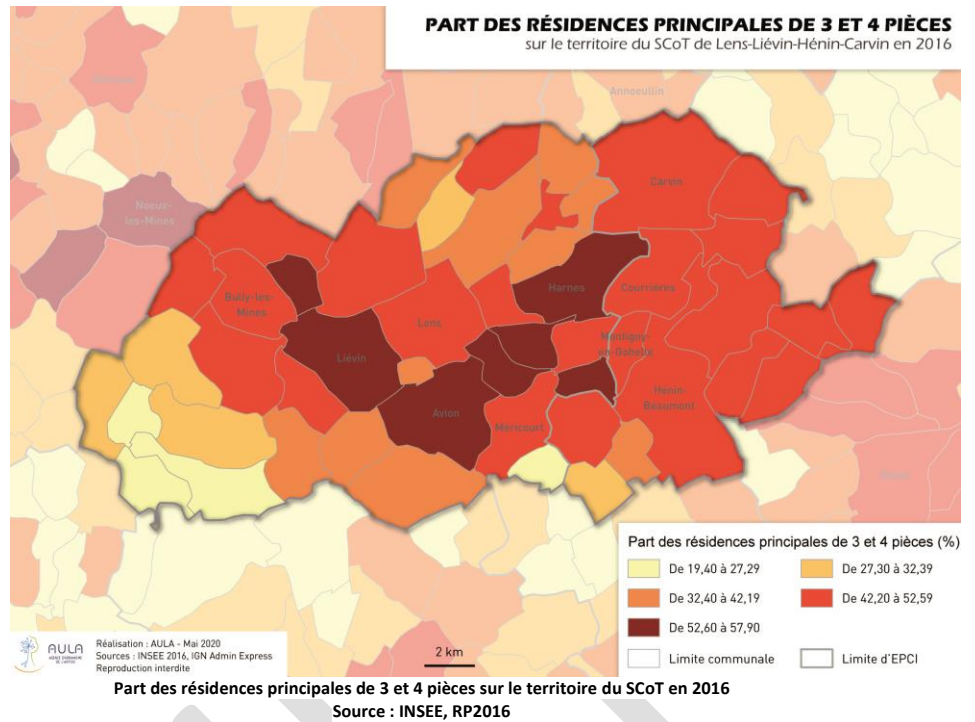 PART DES RÉSIDENCES PRINCIPALES DE 3 ET 4 PIÈCES
sur le territoire du SCoT de Lens-Liévin-Hénin-Carvin en 2016
Annoeullin
Carvin
Noeux-
les-Mines
Harnes
Courrières
Bully-les-
Mines
Lens
Montigny-
en-Gohelle
Liévin
Hénin-
Beaumont
Avion
Méricourt
Part des résidences principales de 3 et 4 pièces (%)
De 19,40 à 27,29
De 27,30 à 32,39
De 32,40 à 42,19
De 42,20 à 52,59
De 52,60 à 57,90
Limite communale
Limite d'EPCI
AULA
Réalisation : AULA - Mai 2020
Sources : INSEE 2016, IGN Admin Express
Reproduction interdite
2 km
Part des résidences principales de 3 et 4 pièces sur le territoire du SCoT en 2016
Source : INSEE, RP2016